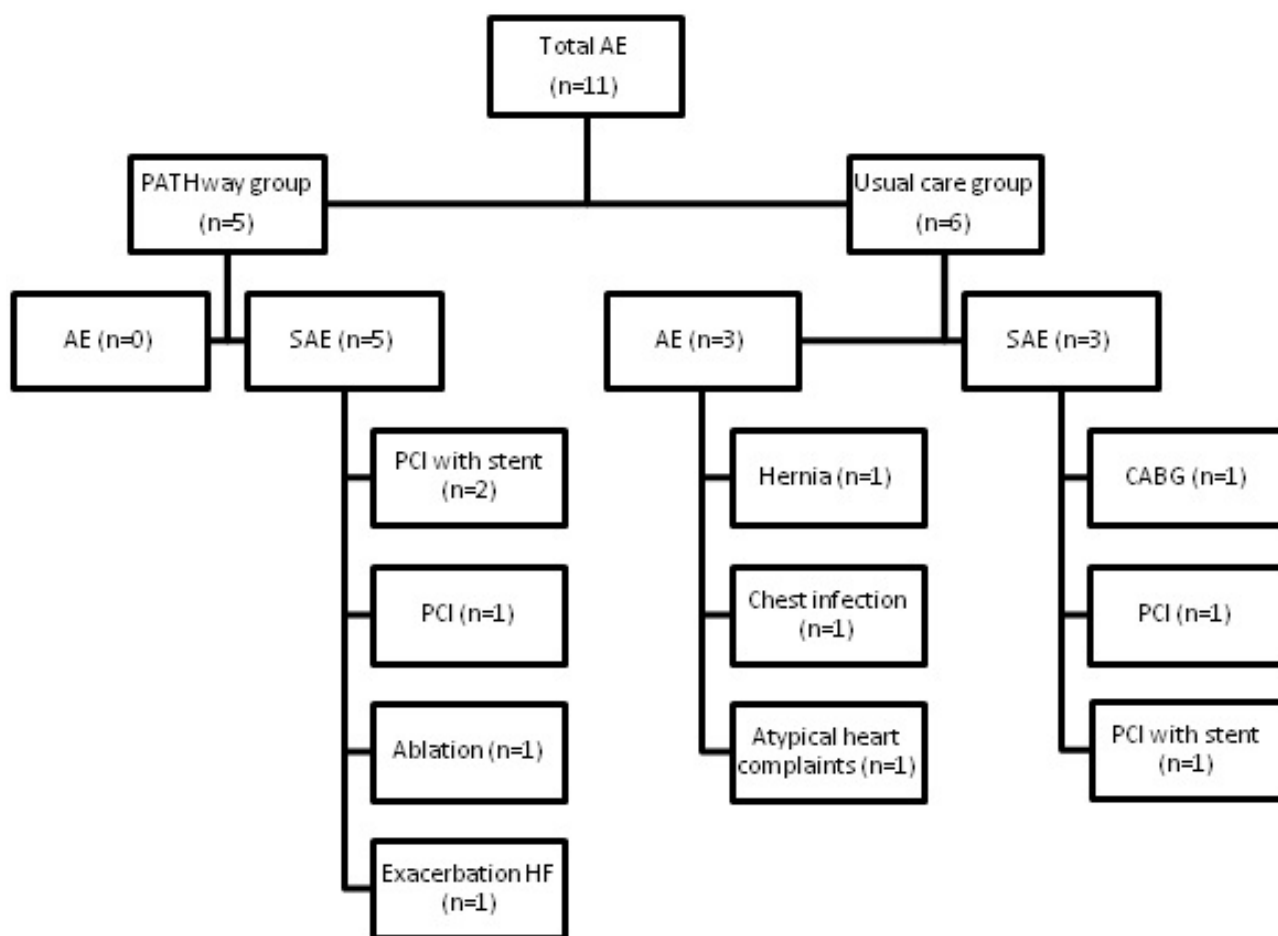 Total AE
(n=11)
PATHway group
(n=5)
Usual care group
(n=6)
AE (n=0)
SAE (n=5)
AE (n=3)
SAE (n=3)
PCI with stent
(n=2)
PCI (n=1)
Ablation (n=1)
Exacerbation HF
(n=1)
Hernia (n=1)
Chest infection
(n=1)
Atypical heart
complaints (n=1)
CABG (n=1)
PCI (n=1)
PCI with stent
(n=1)